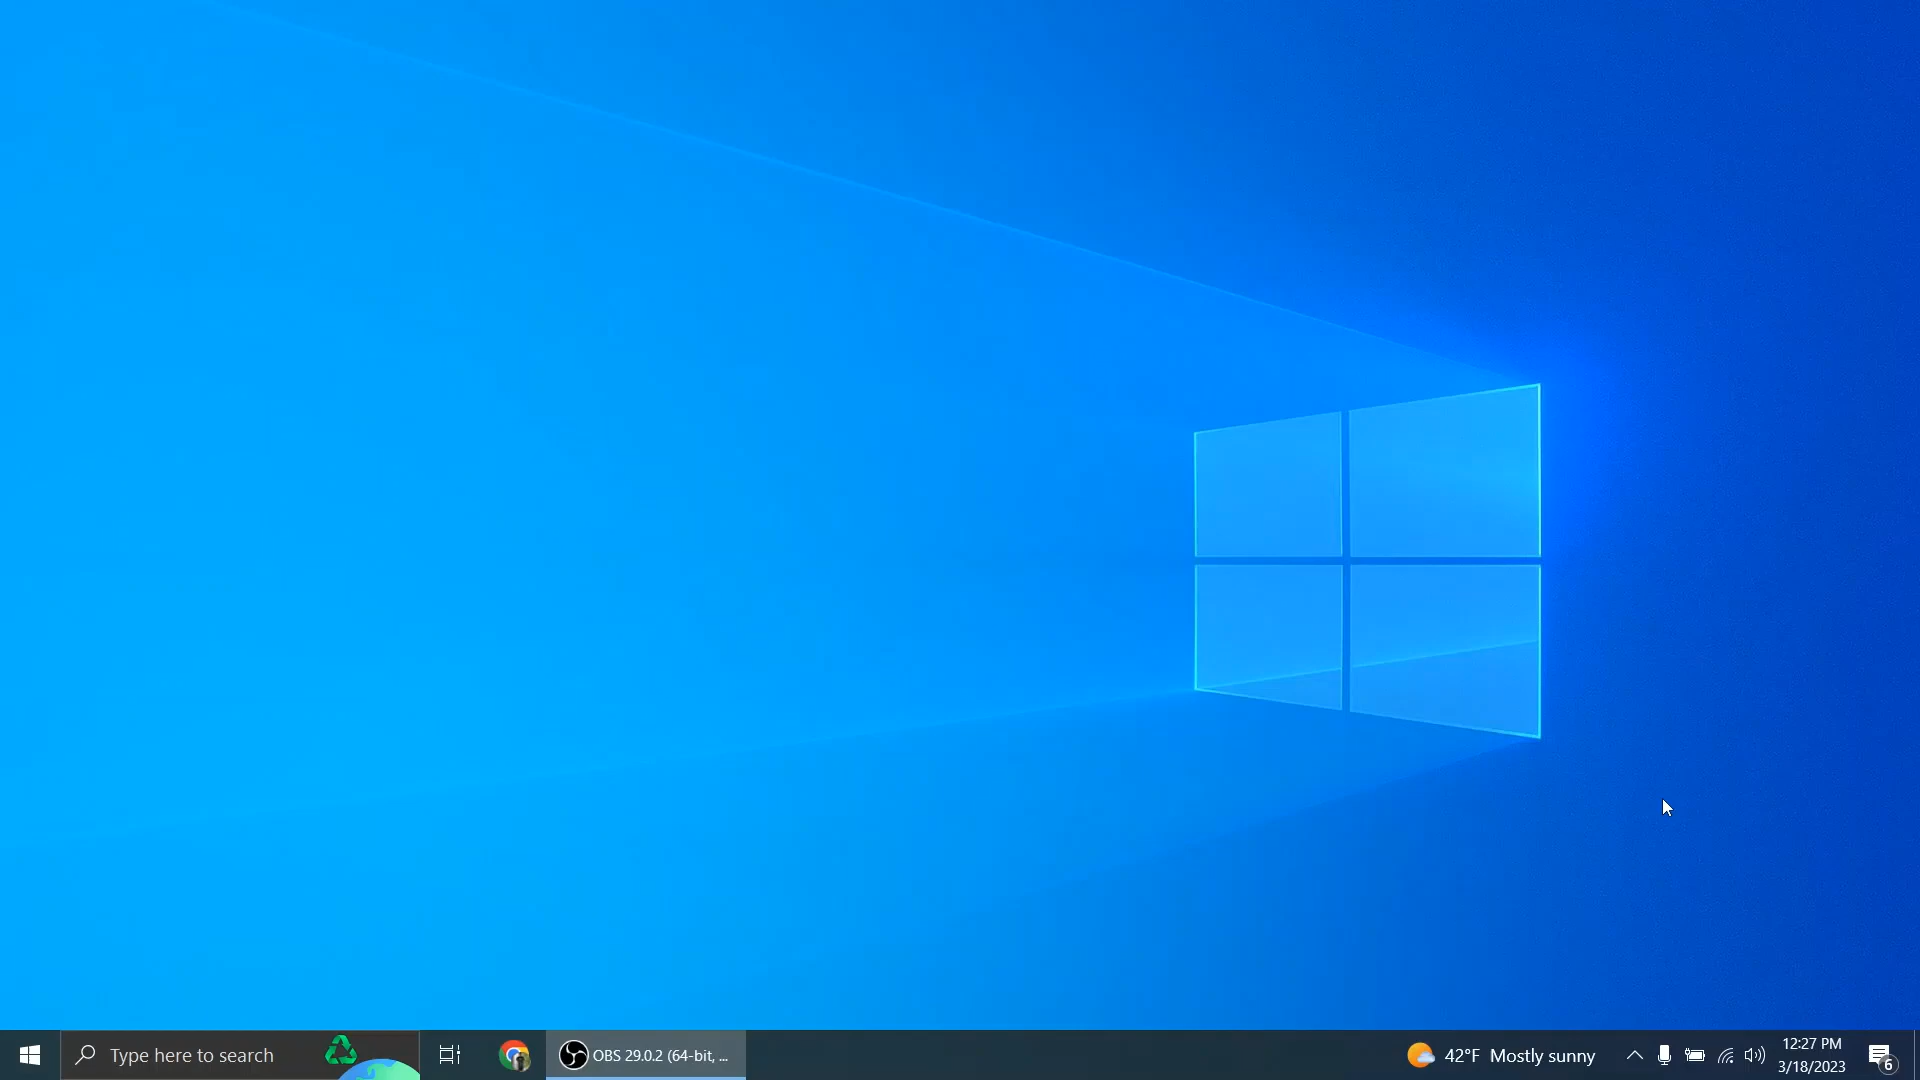 Type here to search
OBS 29.0.2 (64-bit, ...
42°F Mostly sunny
12:27 PM
3/18/2023
6